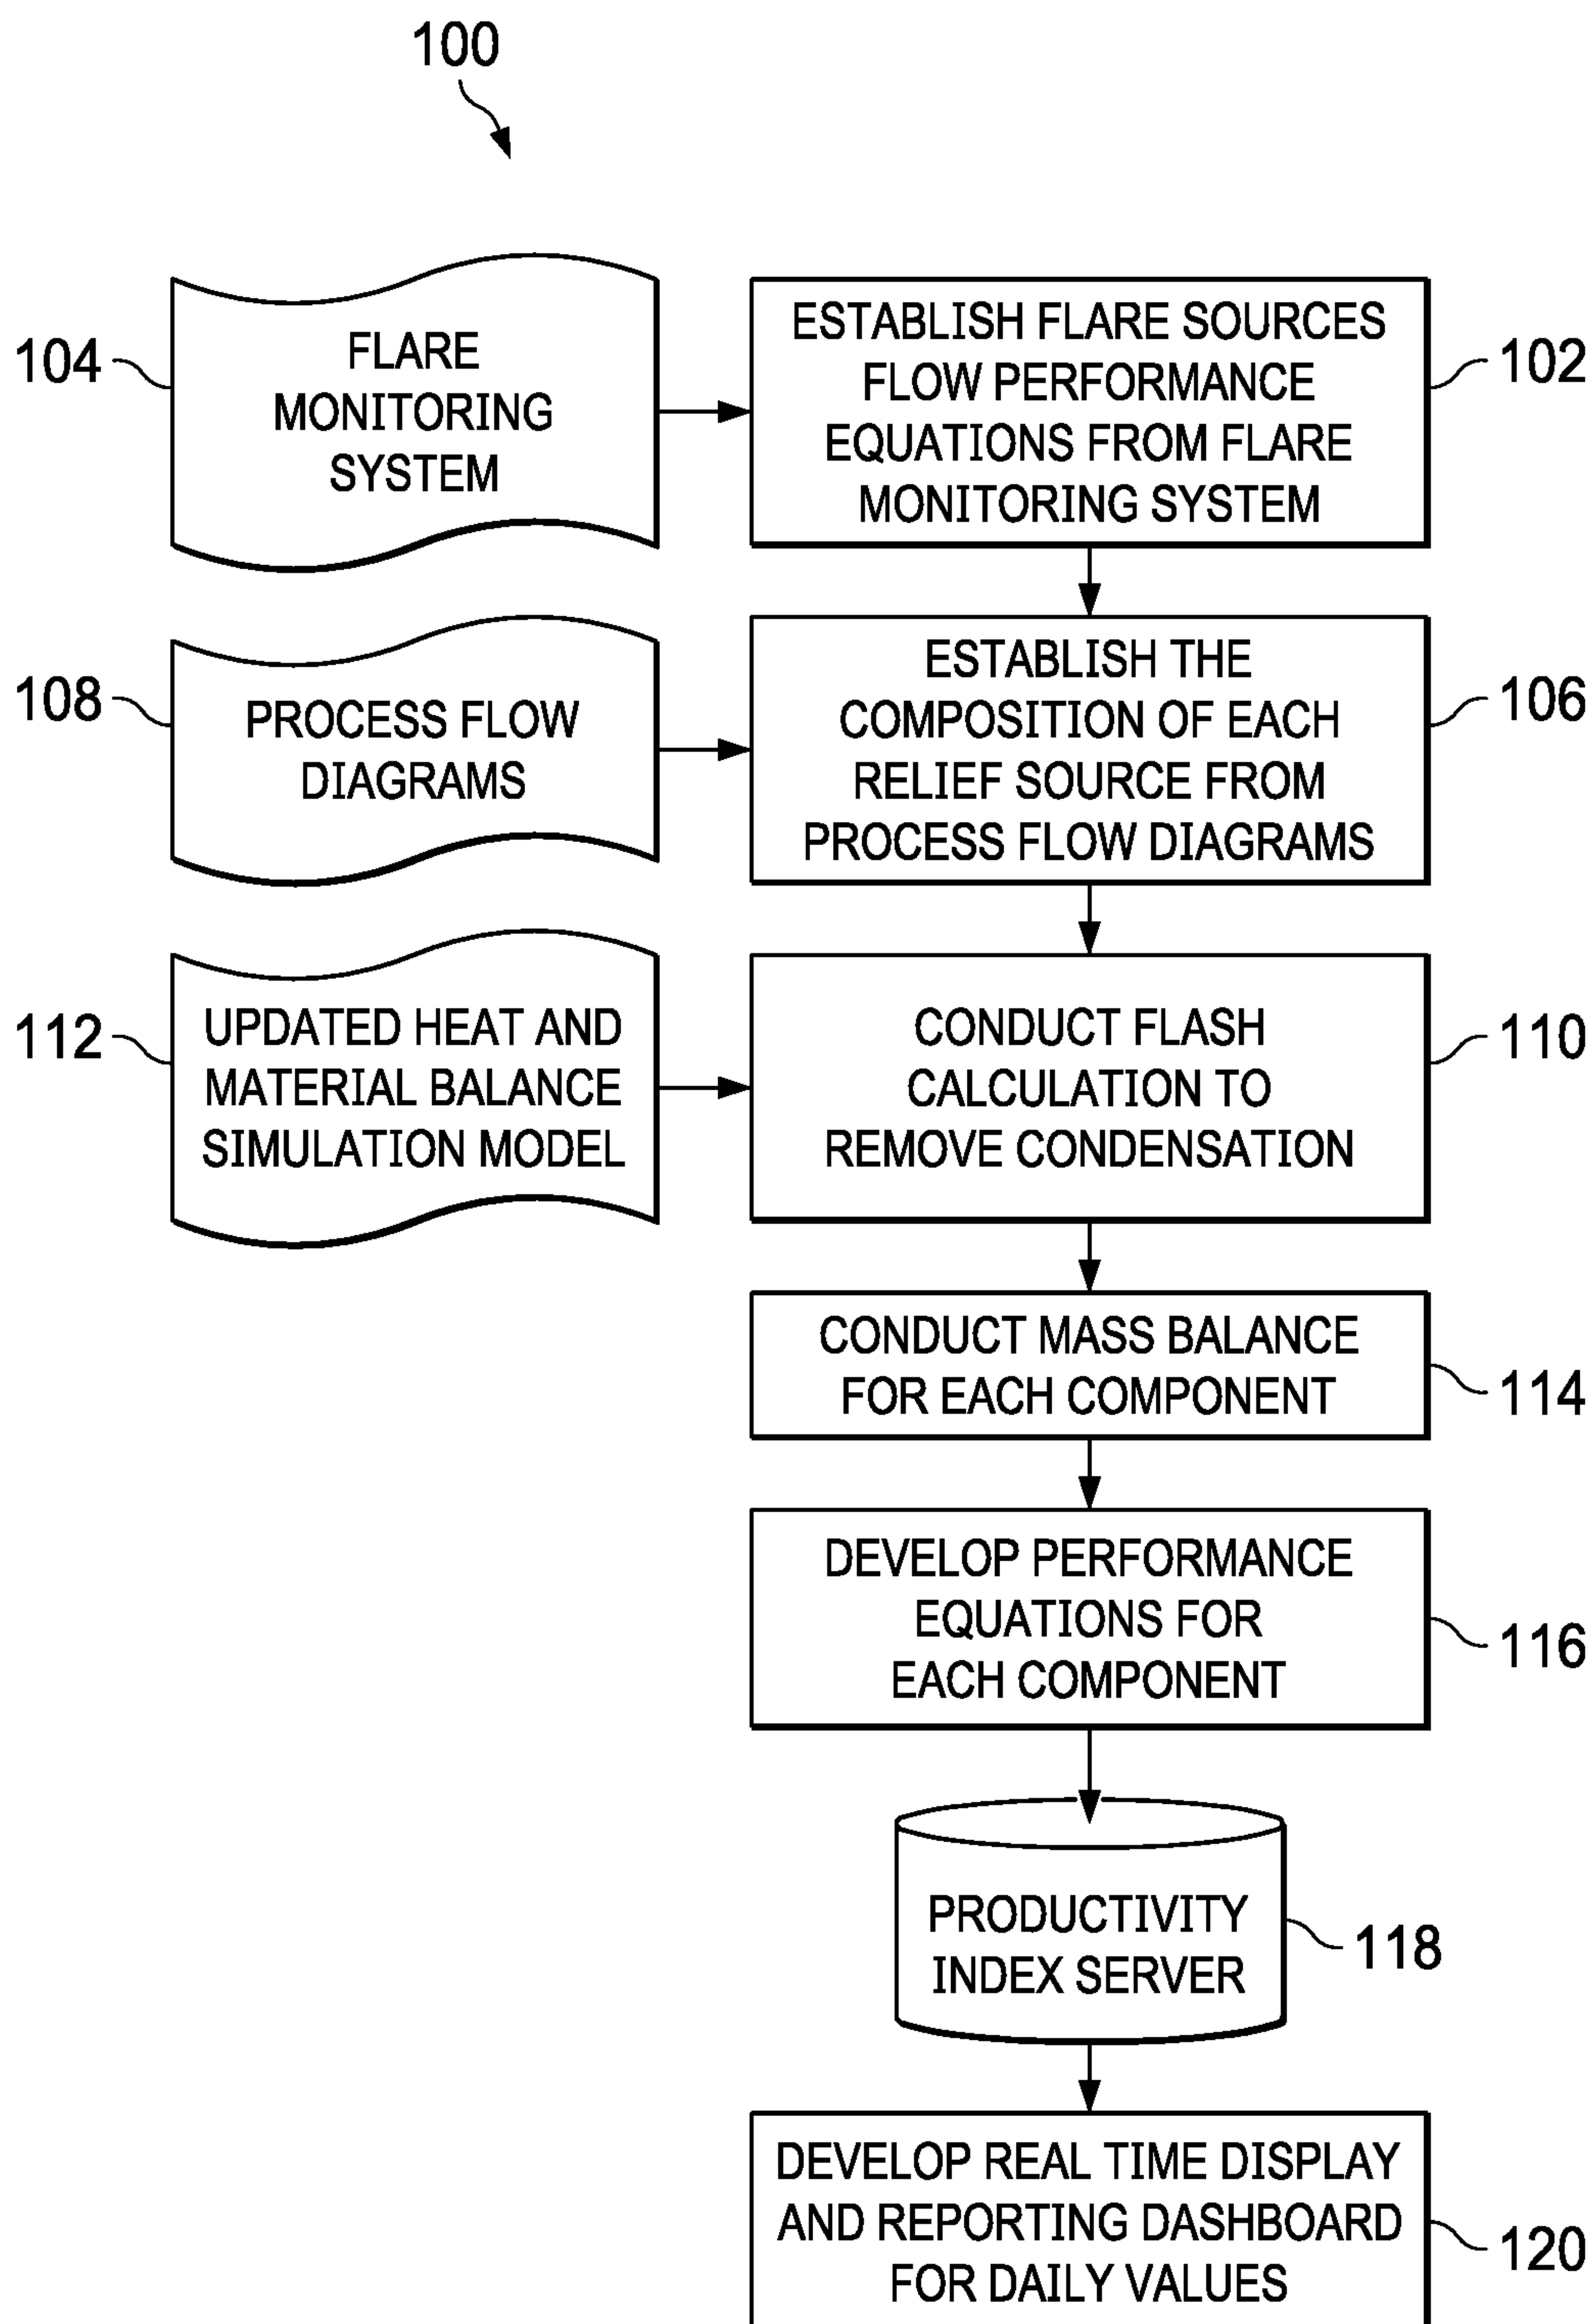 100
104
FLARE
MONITORING
SYSTEM
ESTABLISH FLARE SOURCES
FLOW PERFORMANCE
EQUATIONS FROM FLARE
MONITORING SYSTEM
102
108
PROCESS FLOW
DIAGRAMS
ESTABLISH THE
COMPOSITION OF EACH
RELIEF SOURCE FROM
PROCESS FLOW DIAGRAMS
106
112
UPDATED HEAT AND
MATERIAL BALANCE
SIMULATION MODEL
CONDUCT FLASH
CALCULATION TO
REMOVE CONDENSATION
110
CONDUCT MASS BALANCE
FOR EACH COMPONENT
114
DEVELOP PERFORMANCE
EQUATIONS FOR
EACH COMPONENT
116
PRODUCTIVITY
INDEX SERVER
118
DEVELOP REAL TIME DISPLAY
AND REPORTING DASHBOARD
FOR DAILY VALUES
120